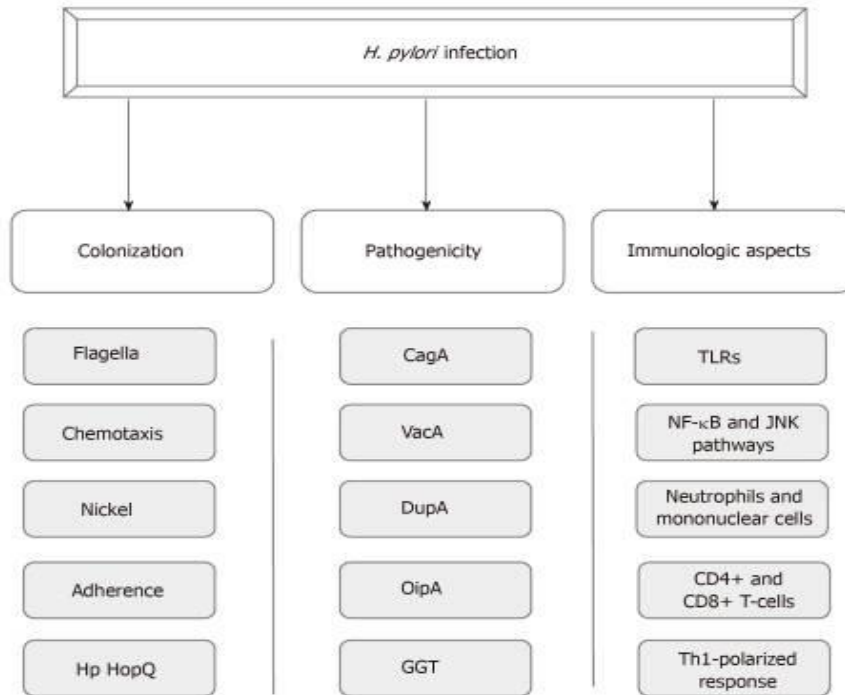 H. pylori infection
Colonization
Pathogenicity
Immunologic aspects
Flagella
CagA
TLRs
Chemotaxis
VacA
NF-κB and JNK
pathways
Nickel
DupA
Neutrophils and
mononuclear cells
Adherence
OipA
CD4+ and
CD8+ T-cells
Hp HopQ
GGT
Th1-polarized
response